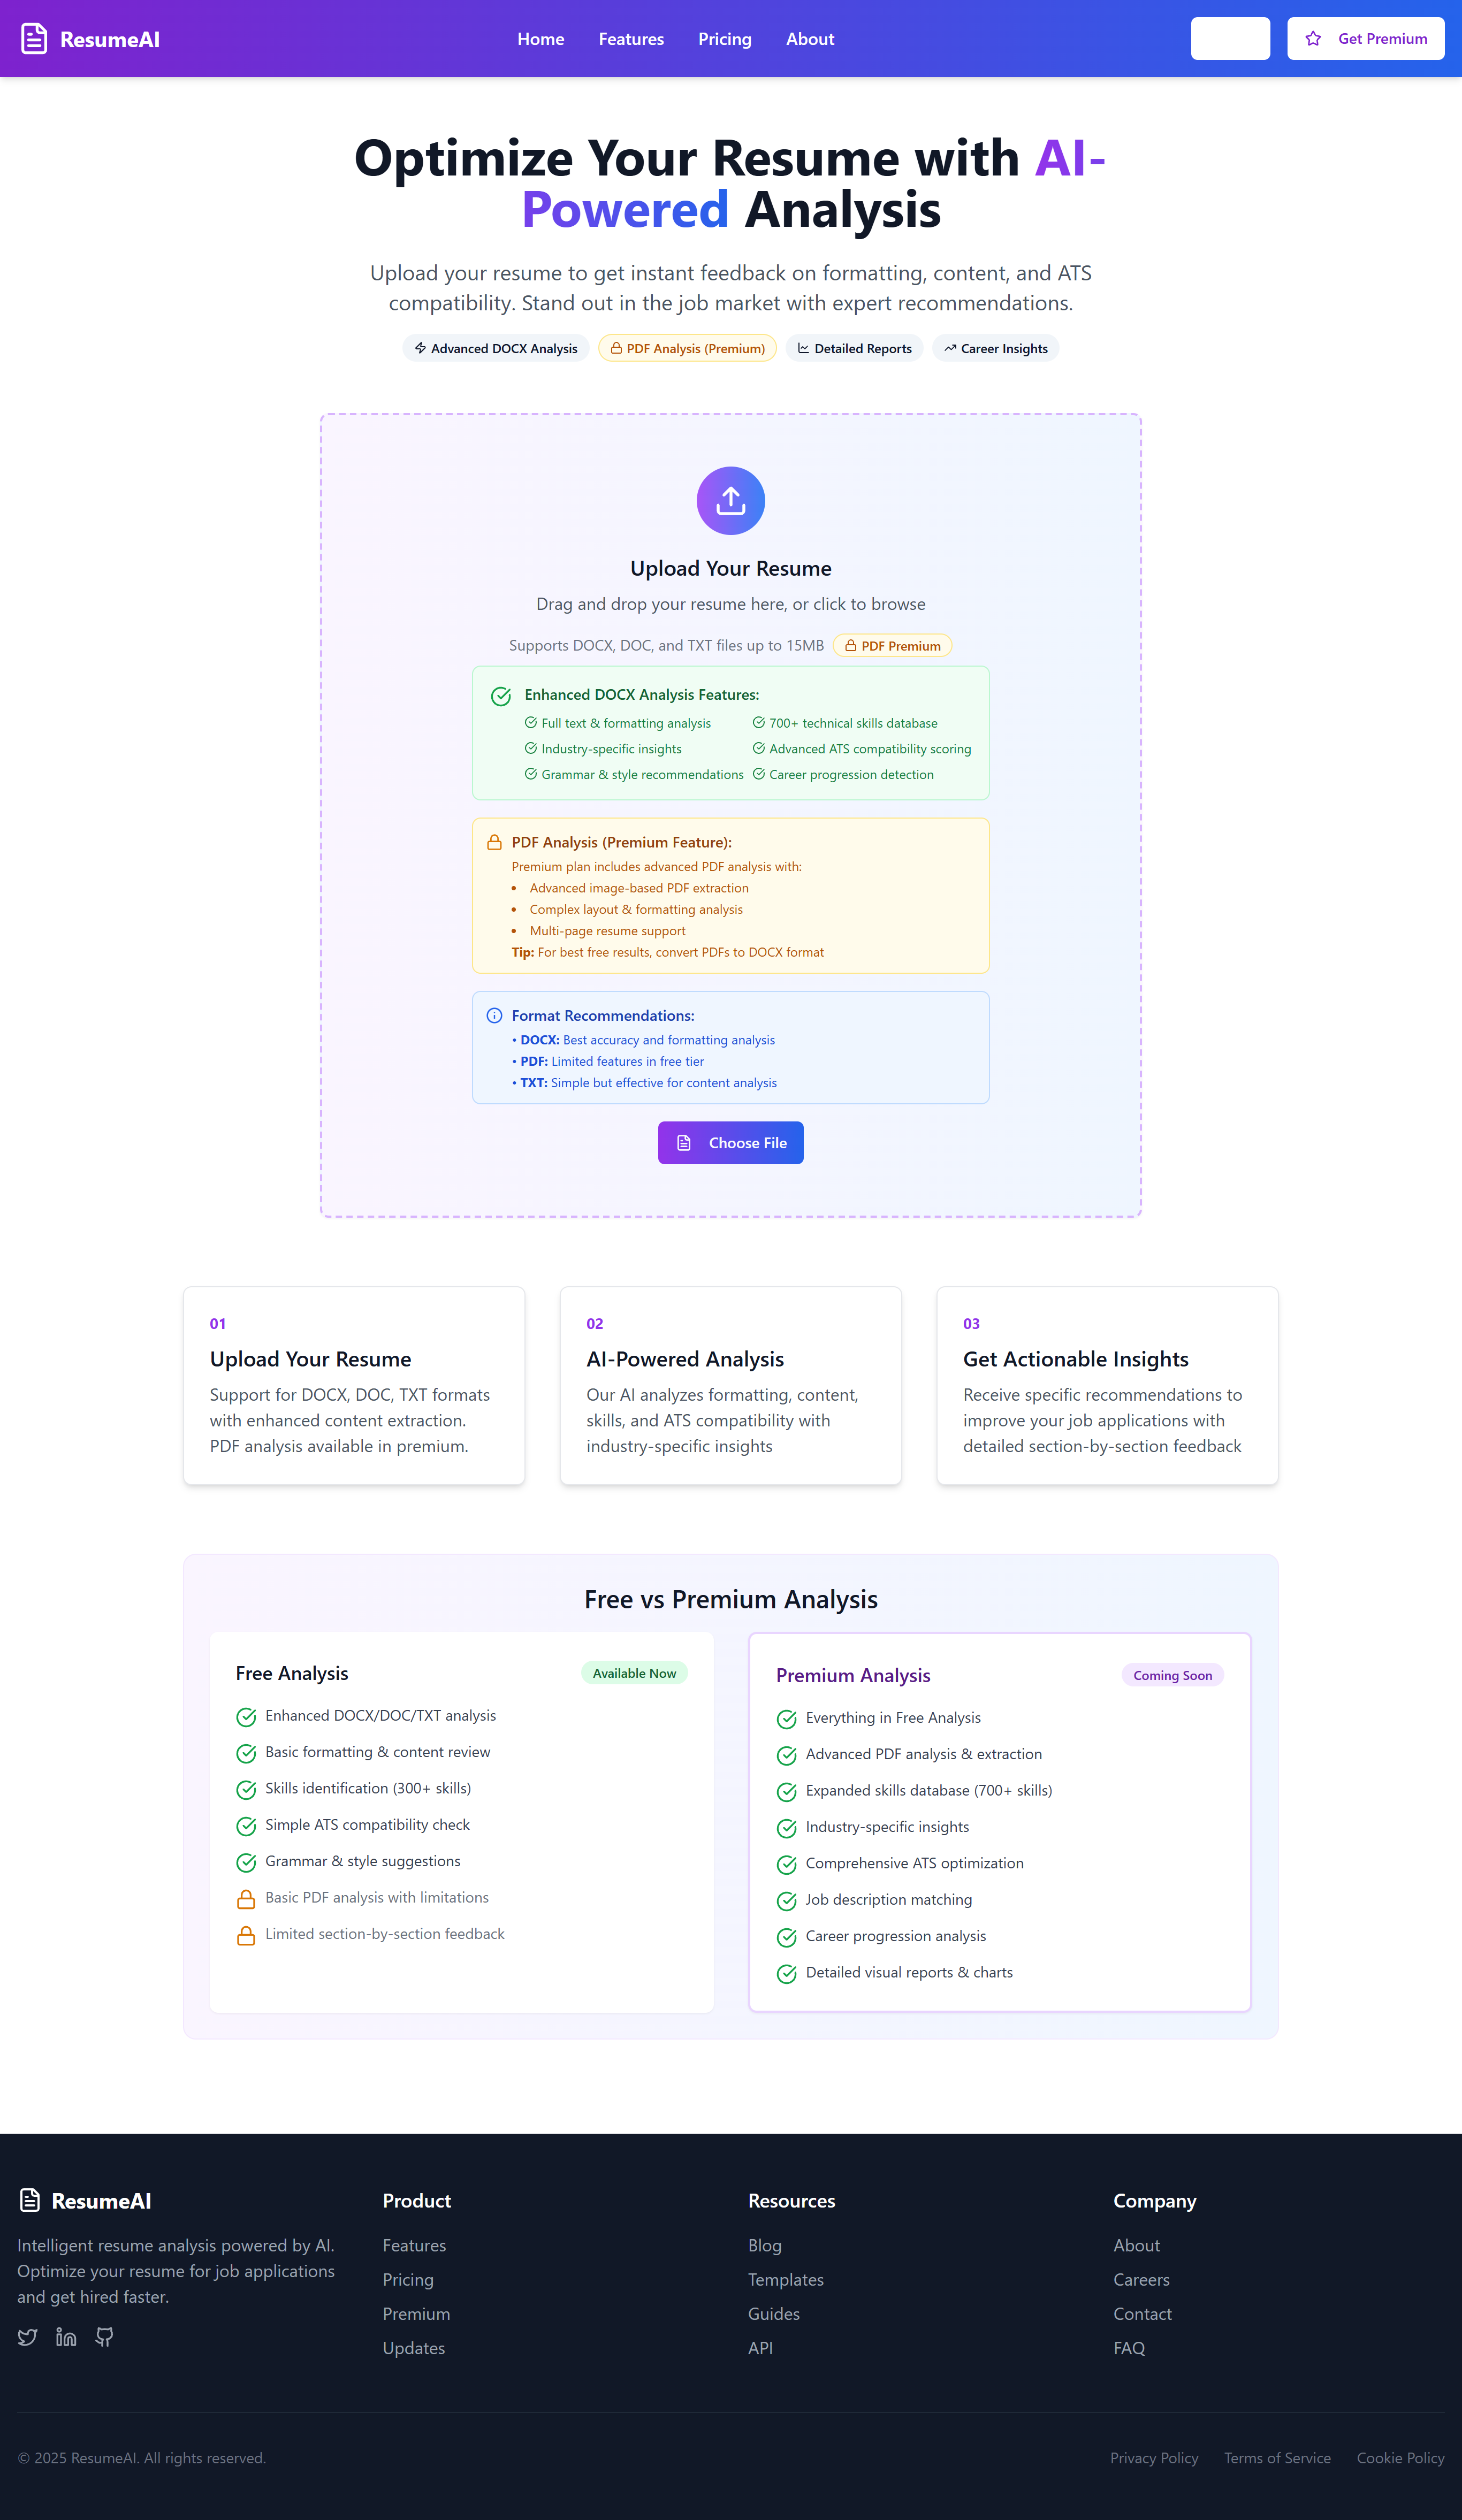 ResumeAI
Home
Features
Pricing
About
Get Premium
Optimize Your Resume with AI-
Powered Analysis
Upload your resume to get instant feedback on formatting, content, and ATS
compatibility. Stand out in the job market with expert recommendations.
Advanced DOCX Analysis
PDF Analysis (Premium)
Detailed Reports
Career Insights
Upload Your Resume
Drag and drop your resume here, or click to browse
Supports DOCX, DOC, and TXT files up to 15MB
PDF Premium
Enhanced DOCX Analysis Features:
Full text & formatting analysis
700+ technical skills database
Industry-specific insights
Advanced ATS compatibility scoring
Grammar & style recommendations
Career progression detection
PDF Analysis (Premium Feature):
Premium plan includes advanced PDF analysis with:
• Advanced image-based PDF extraction
• Complex layout & formatting analysis
• Multi-page resume support
Tip: For best free results, convert PDFs to DOCX format
Format Recommendations:
• DOCX: Best accuracy and formatting analysis
• PDF: Limited features in free tier
• TXT: Simple but effective for content analysis
Choose File
01
Upload Your Resume
Support for DOCX, DOC, TXT formats
with enhanced content extraction.
PDF analysis available in premium.
02
AI-Powered Analysis
Our AI analyzes formatting, content,
skills, and ATS compatibility with
industry-specific insights
03
Get Actionable Insights
Receive specific recommendations to
improve your job applications with
detailed section-by-section feedback
Free vs Premium Analysis
Free Analysis
Available Now
Enhanced DOCX/DOC/TXT analysis
Basic formatting & content review
Skills identification (300+ skills)
Simple ATS compatibility check
Grammar & style suggestions
Basic PDF analysis with limitations
Limited section-by-section feedback
Premium Analysis
Coming Soon
Everything in Free Analysis
Advanced PDF analysis & extraction
Expanded skills database (700+ skills)
Industry-specific insights
Comprehensive ATS optimization
Job description matching
Career progression analysis
Detailed visual reports & charts
ResumeAI
Intelligent resume analysis powered by AI.
Optimize your resume for job applications
and get hired faster.
Product
Features
Pricing
Premium
Updates
Resources
Blog
Templates
Guides
API
Company
About
Careers
Contact
FAQ
© 2025 ResumeAI. All rights reserved.
Privacy Policy
Terms of Service
Cookie Policy